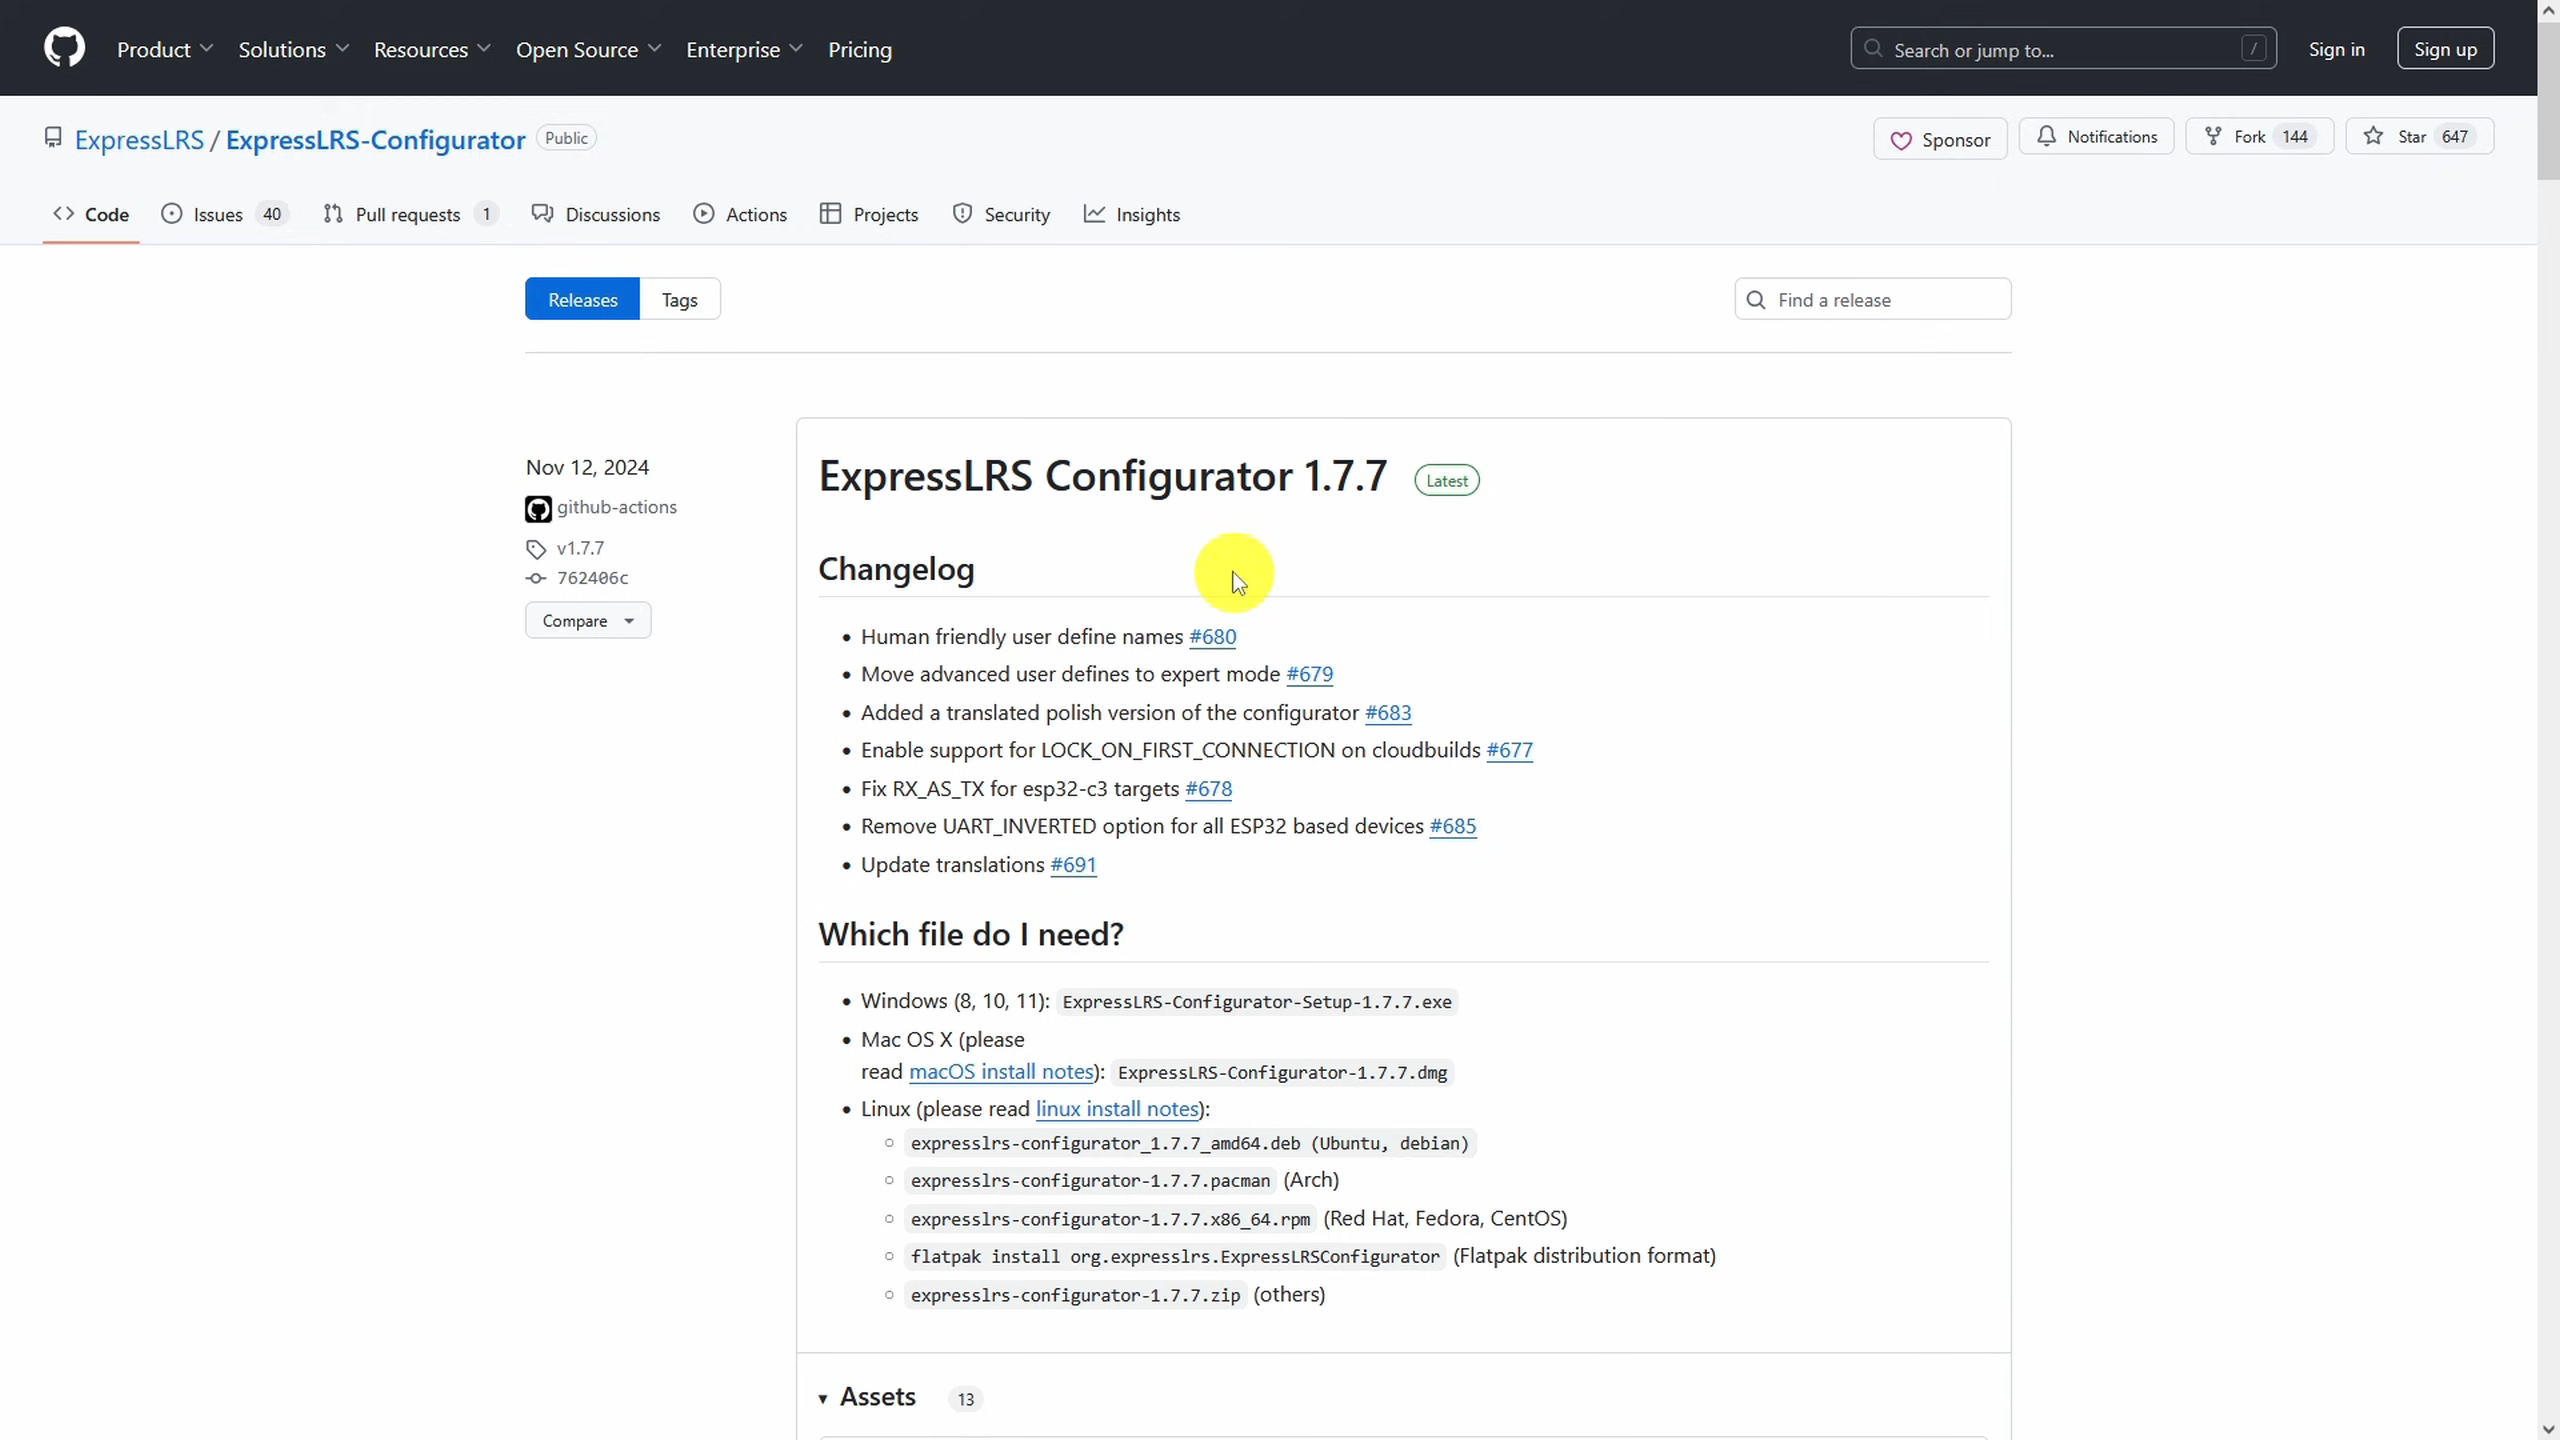 Product Solutions Resources Open Source Enterprise Pricing Search or jump to... / Sign in Sign up
ExpressLRS / ExpressLRS-Configurator Public Sponsor Notifications Fork 144 Star 647
Code Issues 40 Pull requests 1 Discussions Actions Projects Security Insights
Releases Tags Find a release
Nov 12, 2024
github-actions
v1.7.7
762406c
Compare
ExpressLRS Configurator 1.7.7 Latest
Changelog
Human friendly user define names #680
Move advanced user defines to expert mode #679
Added a translated polish version of the configurator #683
Enable support for LOCK_ON_FIRST_CONNECTION on cloudbuilds #677
Fix RX_AS_TX for esp32-c3 targets #678
Remove UART_INVERTED option for all ESP32 based devices #685
Update translations #691
Which file do I need?
Windows (8, 10, 11): ExpressLRS-Configurator-Setup-1.7.7.exe
Mac OS X (please
read macOS install notes): ExpressLRS-Configurator-1.7.7.dmg
Linux (please read linux install notes):
expresslrs-configurator_1.7.7_amd64.deb (Ubuntu, debian)
expresslrs-configurator-1.7.7.pacman (Arch)
expresslrs-configurator-1.7.7.x86_64.rpm (Red Hat, Fedora, CentOS)
flatpak install org.expresslrs.ExpressLRSConfigurator (Flatpak distribution format)
expresslrs-configurator-1.7.7.zip (others)
Assets 13